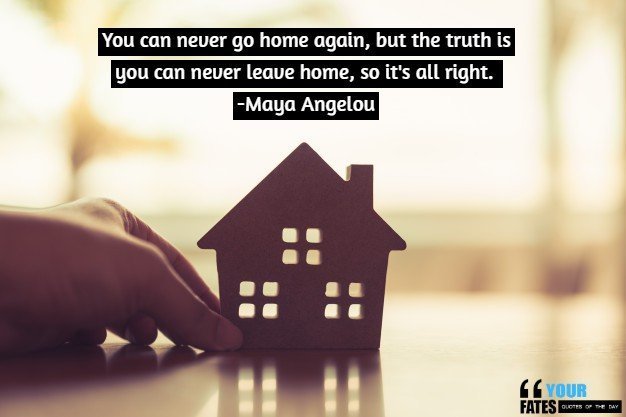 You can never go home again, but the truth is
you can never leave home, so it's all right.
-Maya Angelou
“ YOUR
FATES QUOTES OF THE DAY